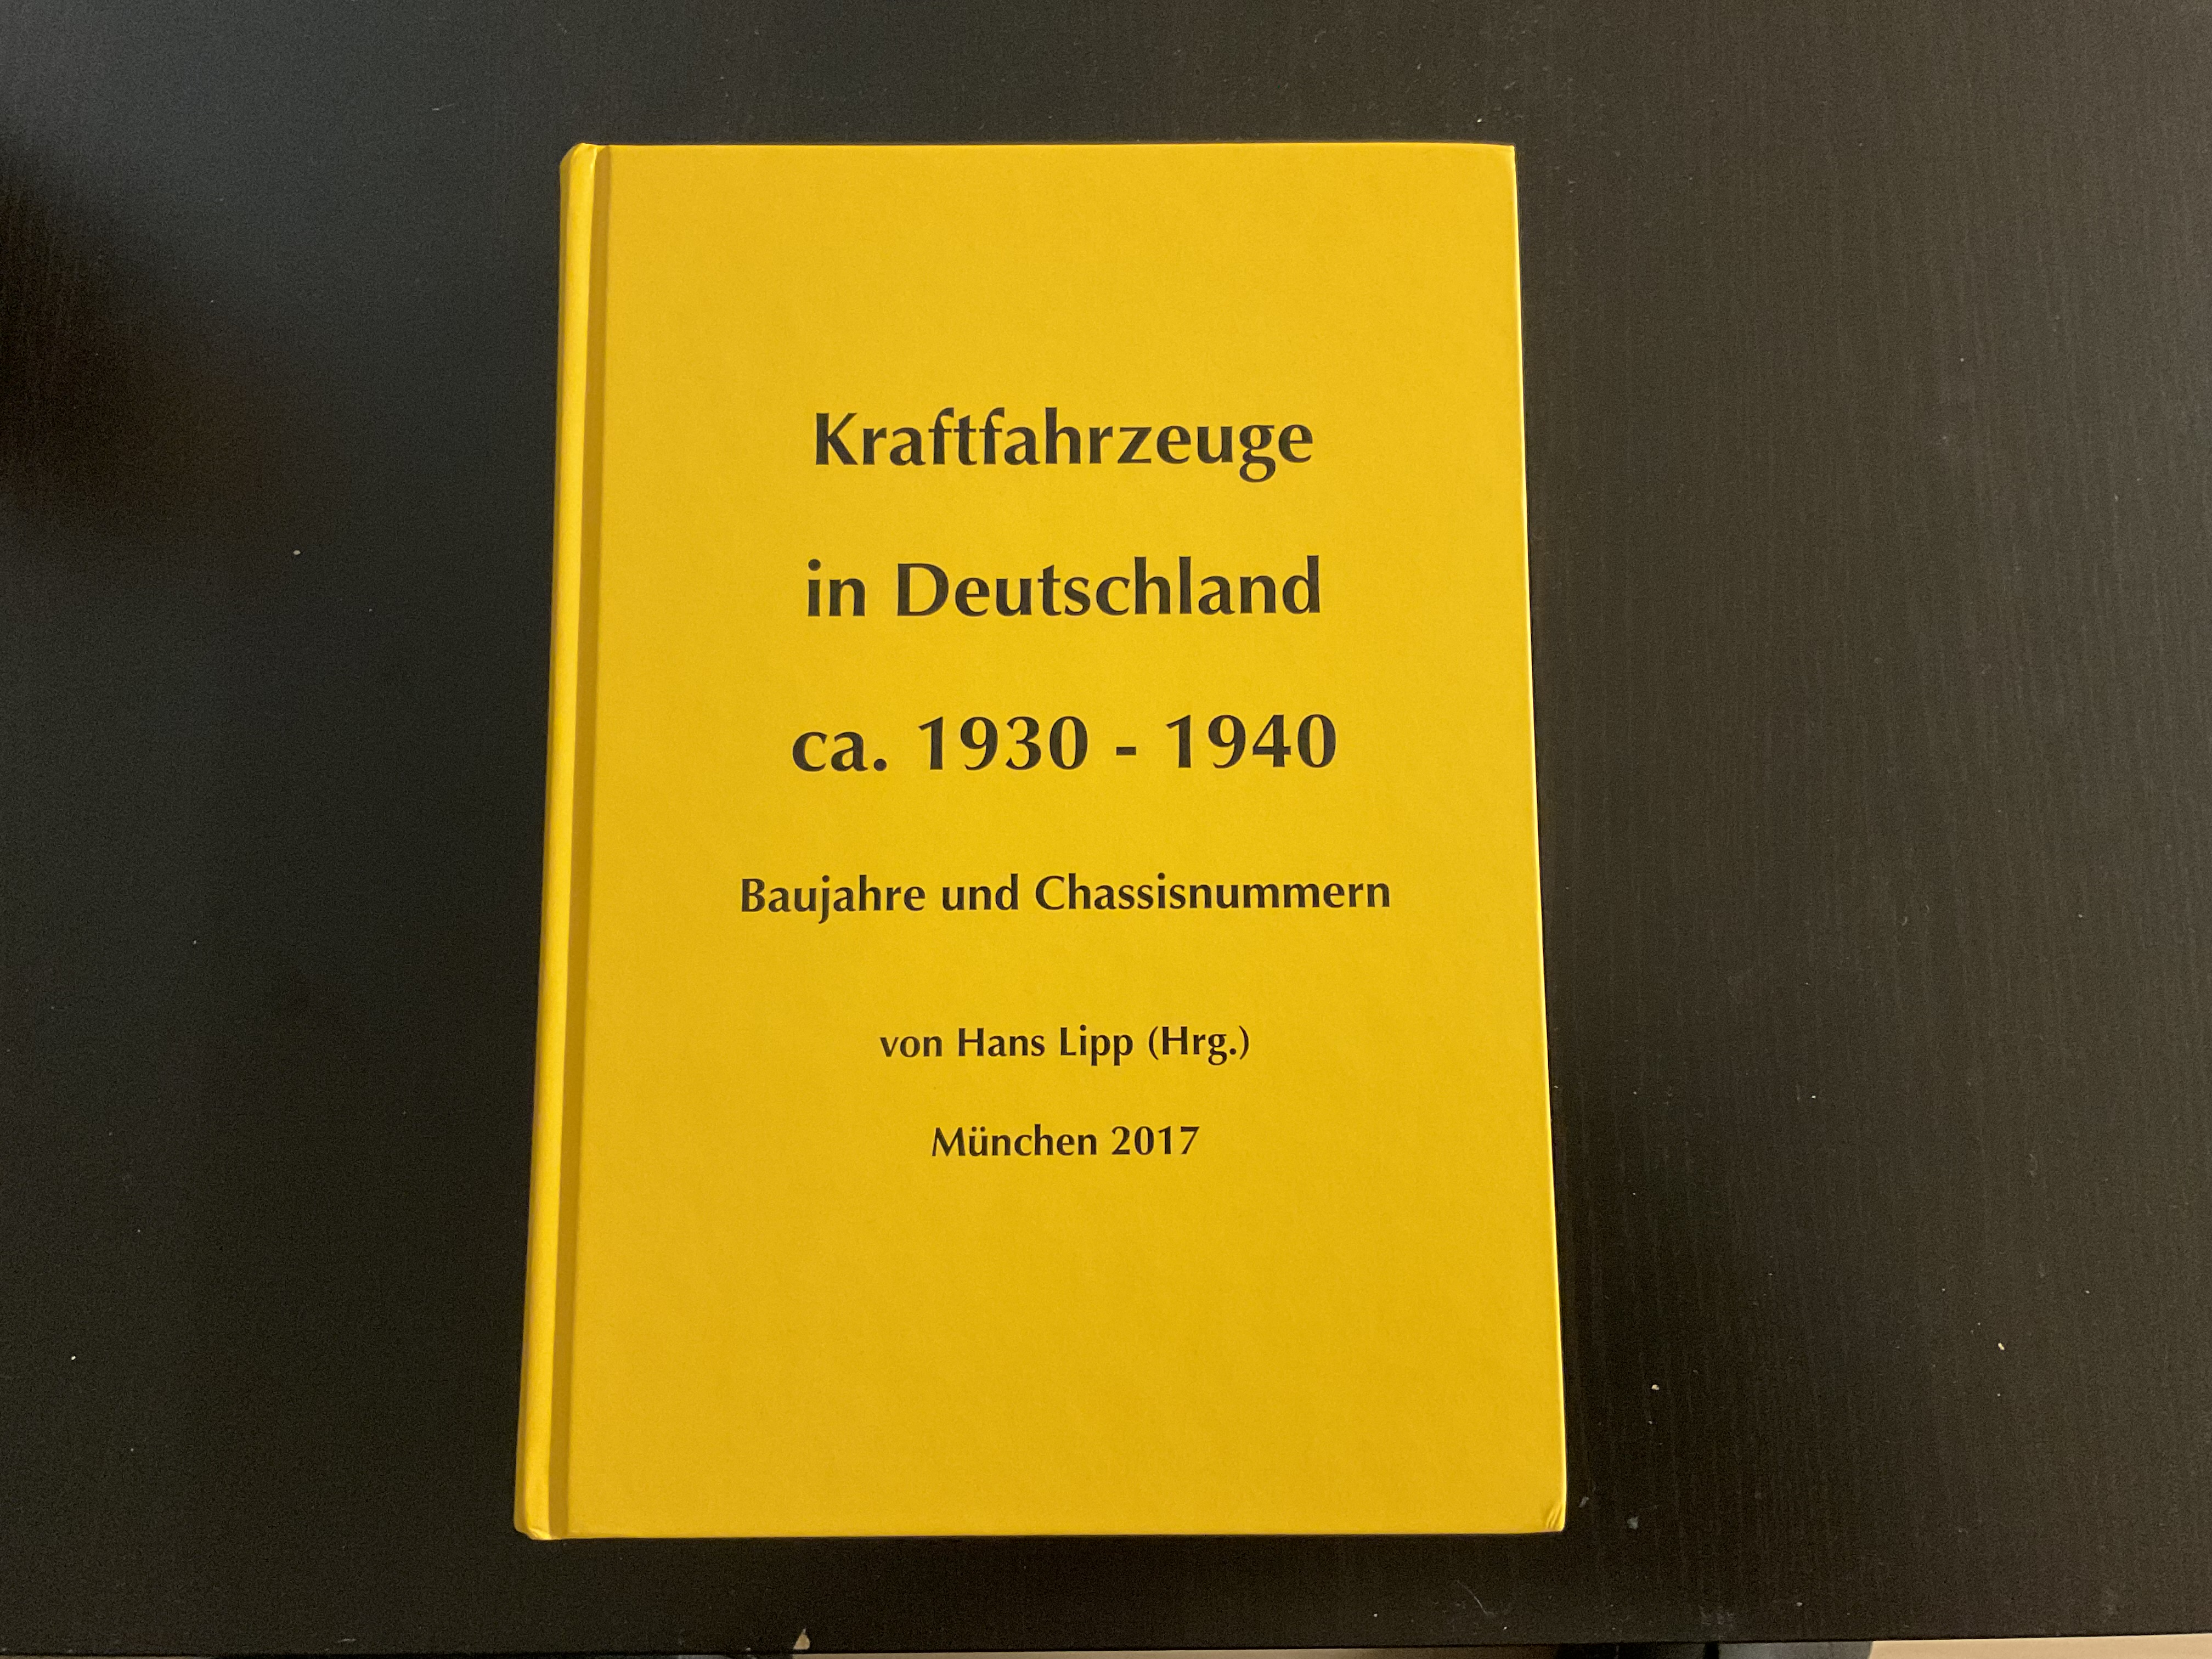 Kraftfahrzeuge
in Deutschland
ca. 1930 - 1940
Baujahre und Chassisnummern
von Hans Lipp (Hrg.)
München 2017